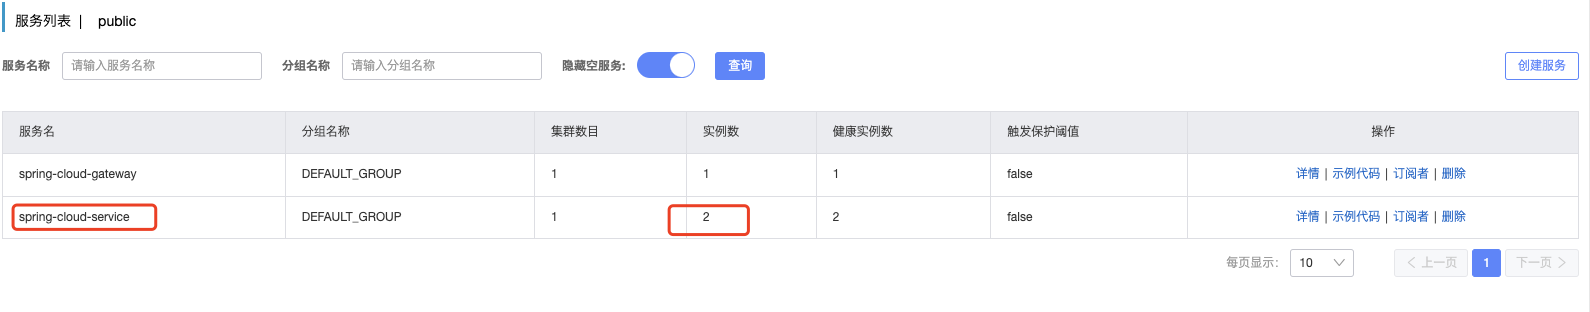 服务列表 | public
服务名称 请输入服务名称 分组名称 请输入分组名称 隐藏空服务: 查询 创建服务
服务名 分组名称 集群数目 实例数 健康实例数 触发保护阈值 操作
spring-cloud-gateway DEFAULT_GROUP 1 1 1 false 详情 | 示例代码 | 订阅者 | 删除
spring-cloud-service DEFAULT_GROUP 1 2 2 false 详情 | 示例代码 | 订阅者 | 删除
每页显示: 10 上一页 1 下一页